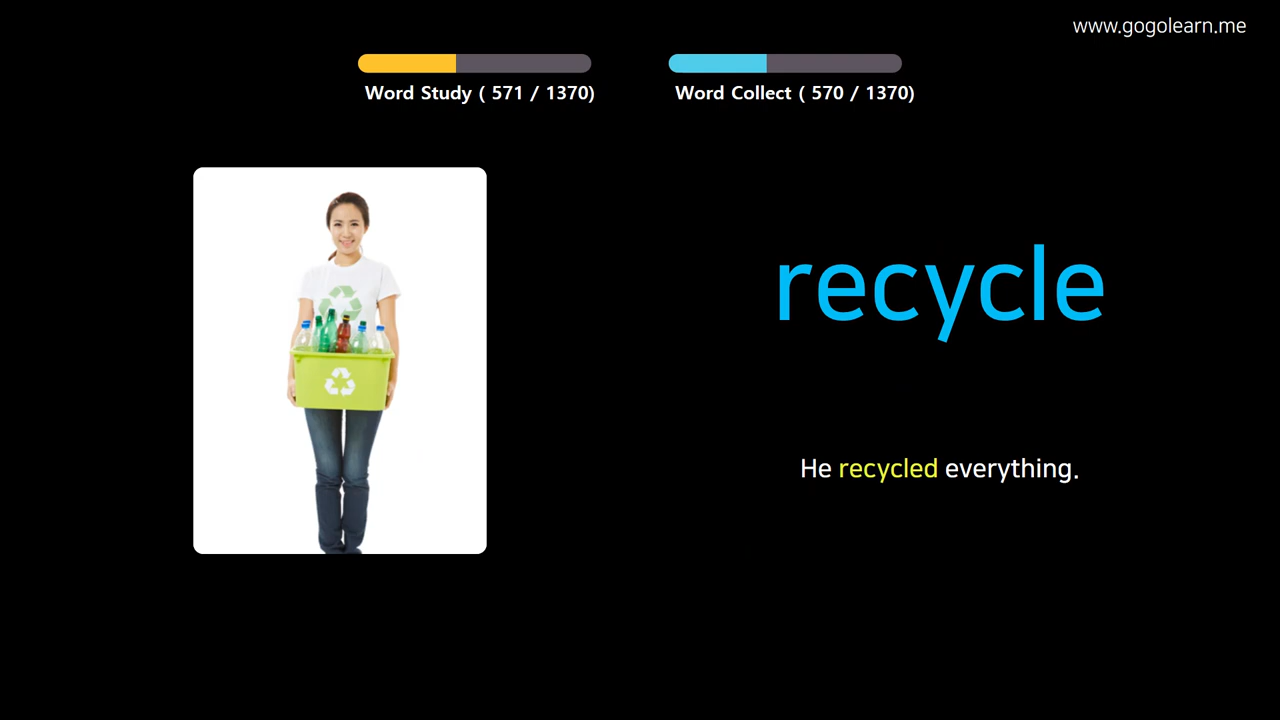 www.gogolearn.me
Word Study ( 571 / 1370)
Word Collect ( 570 / 1370)
recycle
He recycled everything.